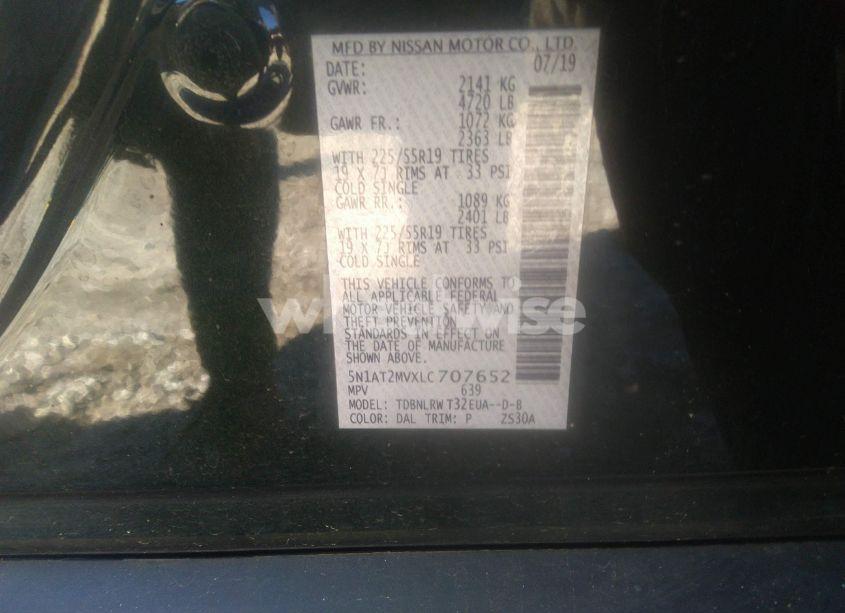 MFD BY NISSAN MOTOR CO., LTD.
DATE: 07/19
GVWR: 2141 KG
4720 LB
GAWR FR.: 1072 KG
2363 LB
WITH 225/55R19 TIRES
19 X 7J RIMS AT 33 PSI
COLD SINGLE
GAWR RR.: 1089 KG
2401 LB
WITH 225/55R19 TIRES
19 X 7J RIMS AT 33 PSI
COLD SINGLE
THIS VEHICLE CONFORMS TO
ALL APPLICABLE FEDERAL
MOTOR VEHICLE SAFETY AND
THEFT PREVENTION
STANDARDS IN EFFECT ON
THE DATE OF MANUFACTURE
SHOWN ABOVE.
5N1AT2MVXLC707652
MPV 639
MODEL: TDBNLRW T32EUA--D-B
COLOR: DAL TRIM: P ZS30A